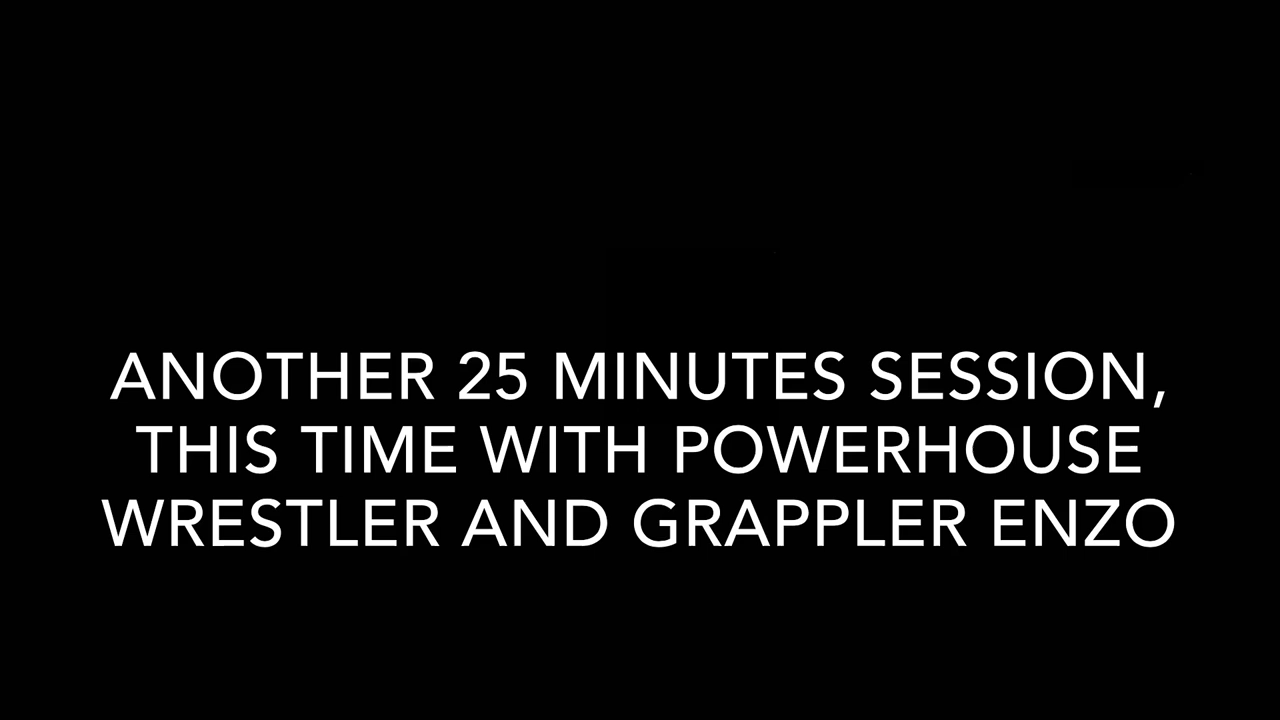 ANOTHER 25 MINUTES SESSION,
THIS TIME WITH POWERHOUSE
WRESTLER AND GRAPPLER ENZO